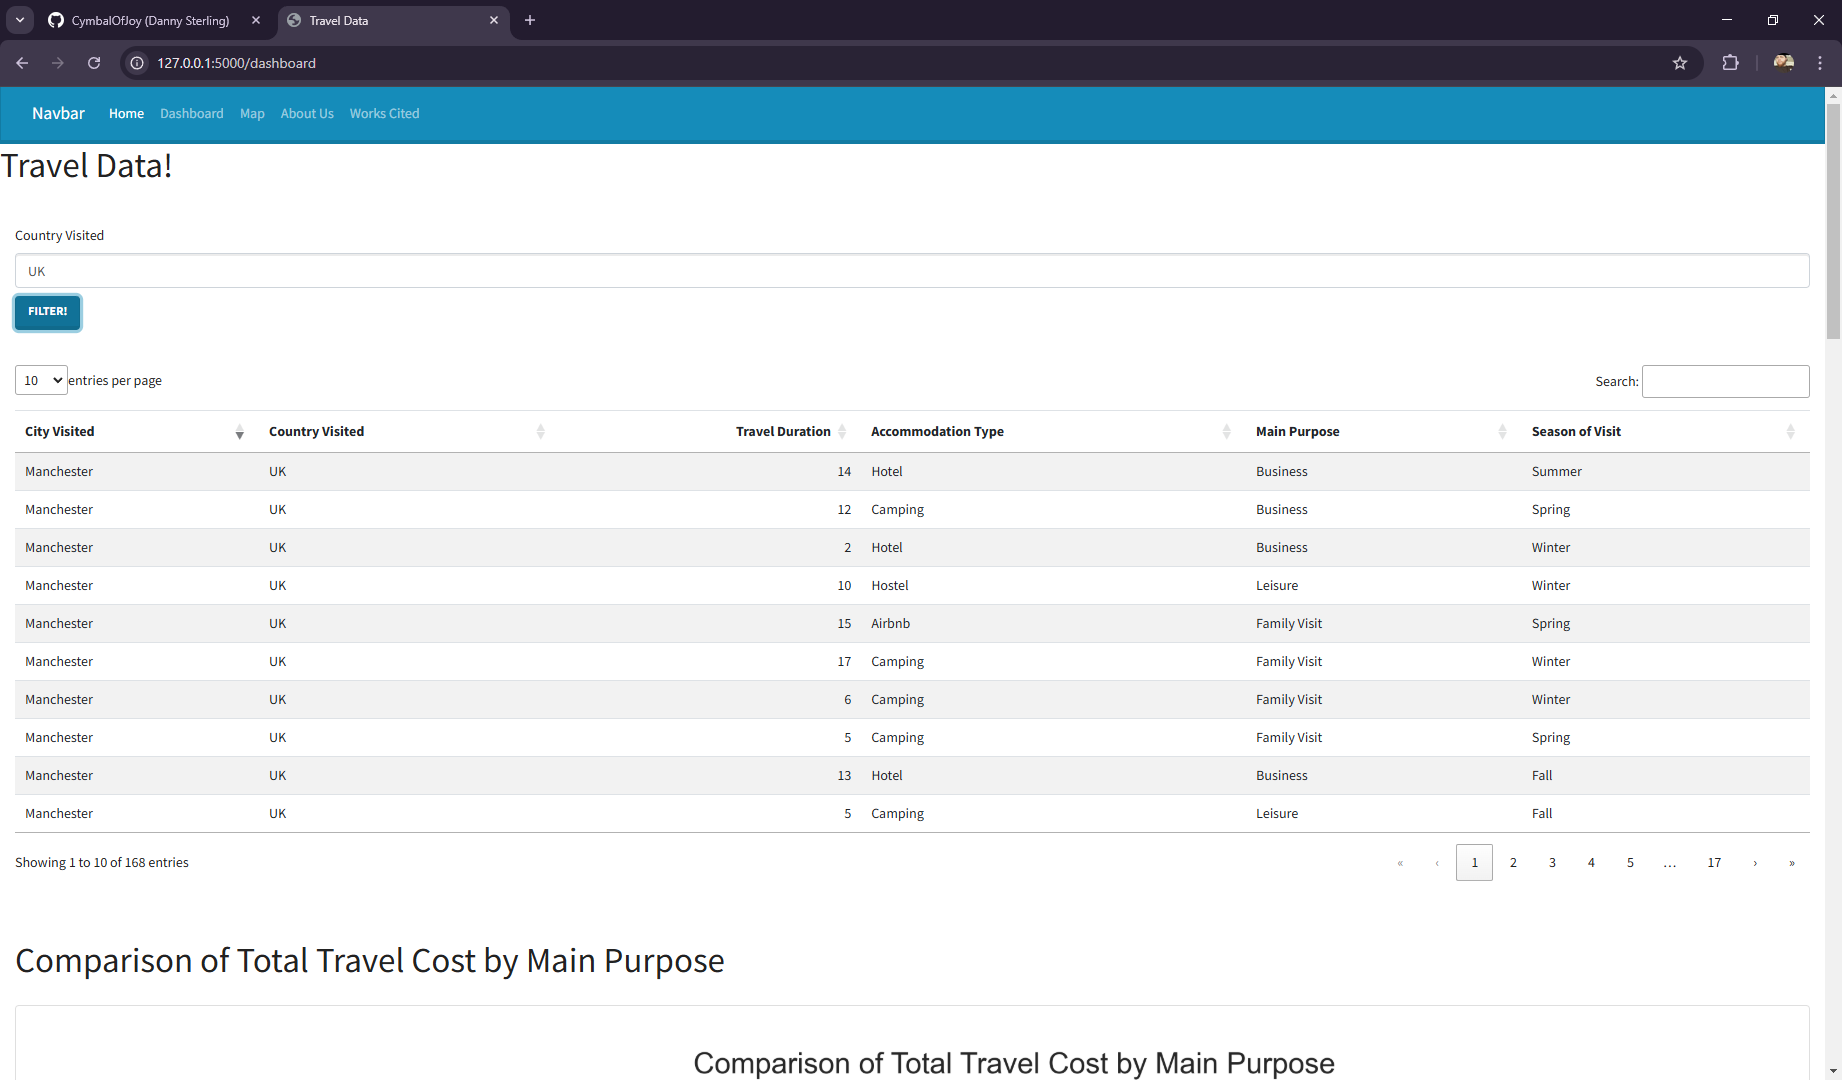 CymbalOfJoy (Danny Sterling)
Travel Data
127.0.0.1:5000/dashboard
Navbar Home Dashboard Map About Us Works Cited
Travel Data!
Country Visited
UK
FILTER!
10 entries per page Search:
City Visited Country Visited Travel Duration Accommodation Type Main Purpose Season of Visit
Manchester UK 14 Hotel Business Summer
Manchester UK 12 Camping Business Spring
Manchester UK 2 Hotel Business Winter
Manchester UK 10 Hostel Leisure Winter
Manchester UK 15 Airbnb Family Visit Spring
Manchester UK 17 Camping Family Visit Winter
Manchester UK 6 Camping Family Visit Winter
Manchester UK 5 Camping Family Visit Spring
Manchester UK 13 Hotel Business Fall
Manchester UK 5 Camping Leisure Fall
Showing 1 to 10 of 168 entries « ‹ 1 2 3 4 5 … 17 › »
Comparison of Total Travel Cost by Main Purpose
Comparison of Total Travel Cost by Main Purpose